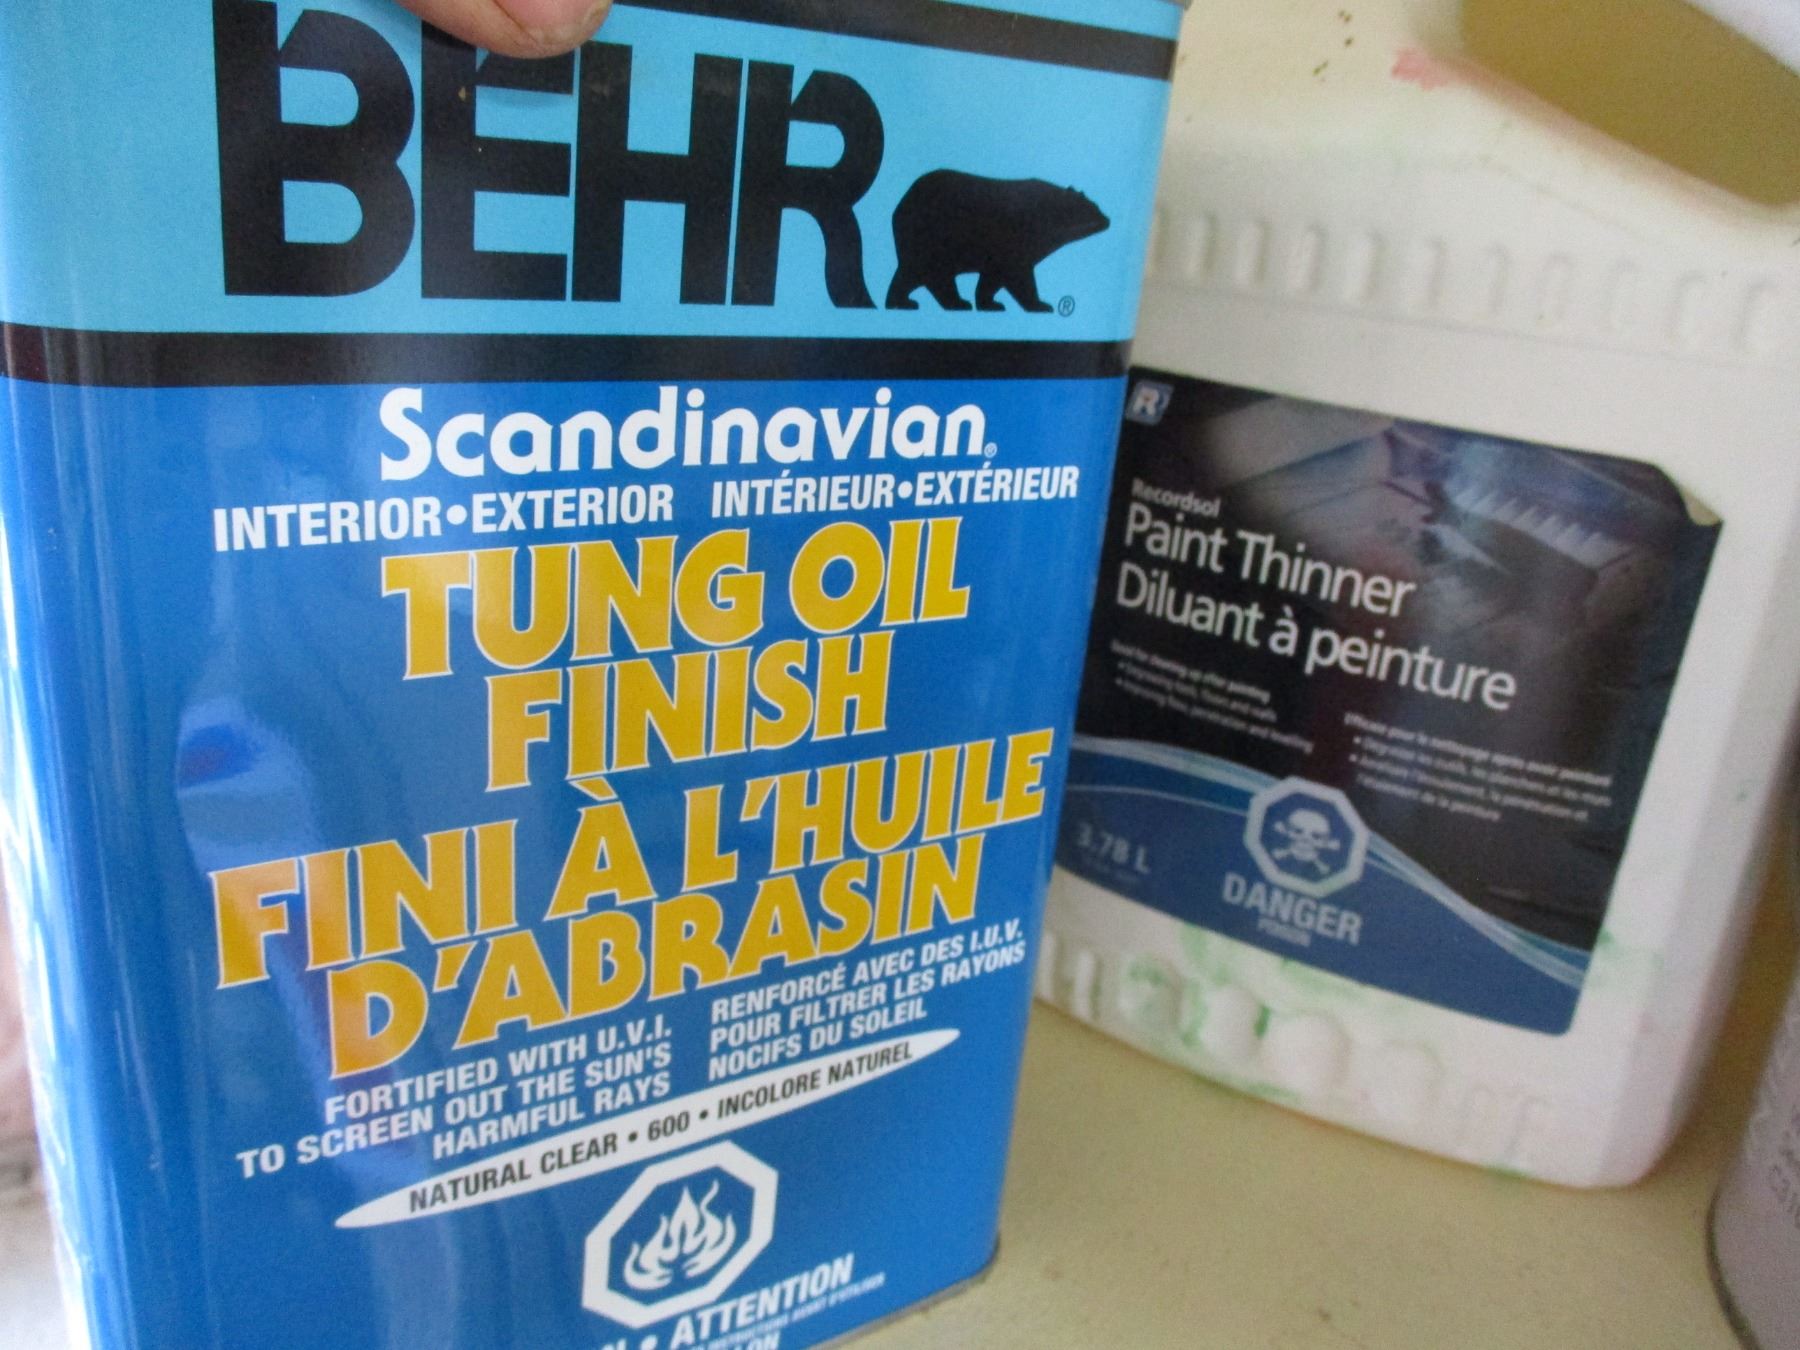 BEHR
®
Scandinavian®
INTERIOR•EXTERIOR INTÉRIEUR•EXTÉRIEUR
TUNG OIL
FINISH
FINI À L'HUILE
D'ABRASIN
FORTIFIED WITH U.V.I.
TO SCREEN OUT THE SUN'S
HARMFUL RAYS
RENFORCÉ AVEC DES I.U.V.
POUR FILTRER LES RAYONS
NOCIFS DU SOLEIL
NATURAL CLEAR • 600 • INCOLORE NATUREL
• ATTENTION
R
Recordsol
Paint Thinner
Diluant à peinture
3.78 L
DANGER
POISON